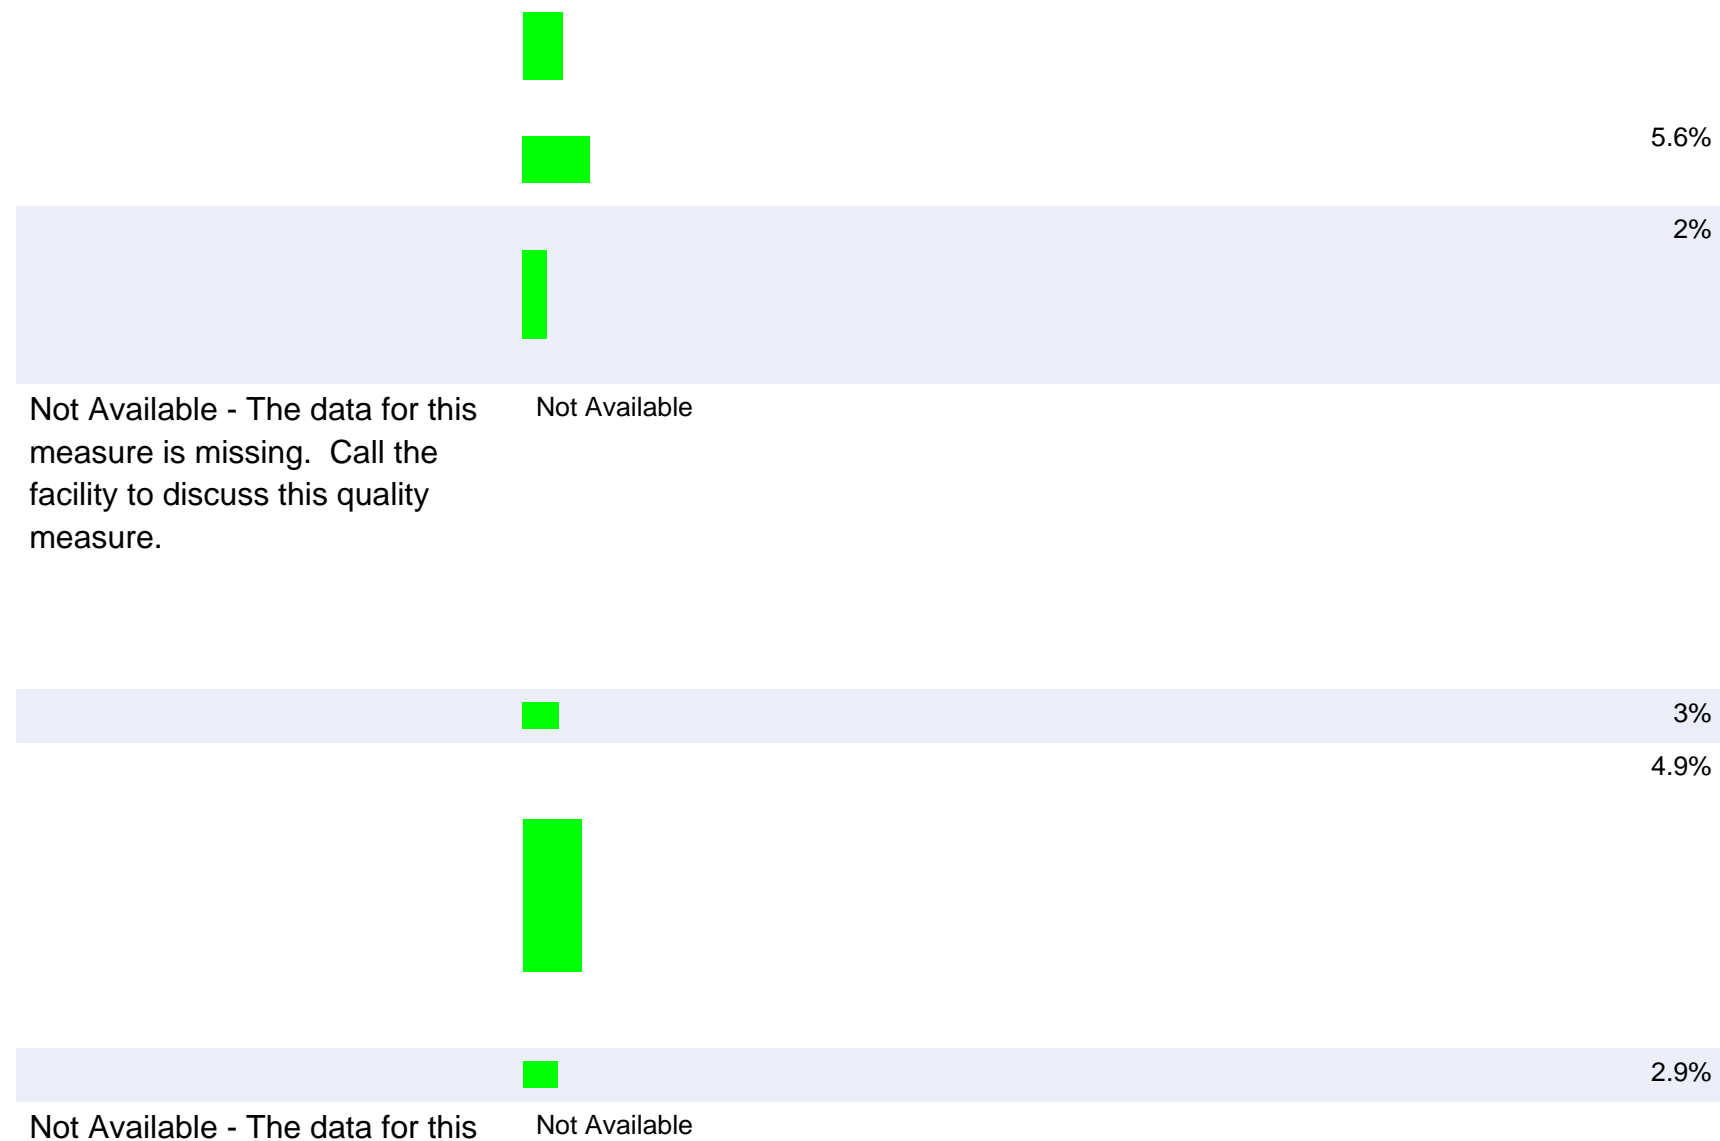 5.6%
2%
Not Available - The data for this
measure is missing.  Call the
facility to discuss this quality
measure.
Not Available
3%
4.9%
2.9%
Not Available - The data for this
Not Available